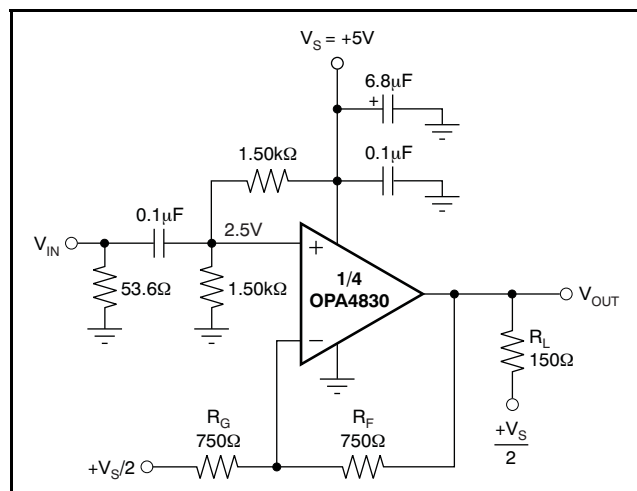 V_S = +5V
6.8μF
+
1.50kΩ
0.1μF
0.1μF
2.5V
V_IN
+
1/4
OPA4830
53.6Ω
1.50kΩ
V_OUT
−
R_L
150Ω
R_G
750Ω
R_F
750Ω
+V_S
2
+V_S/2